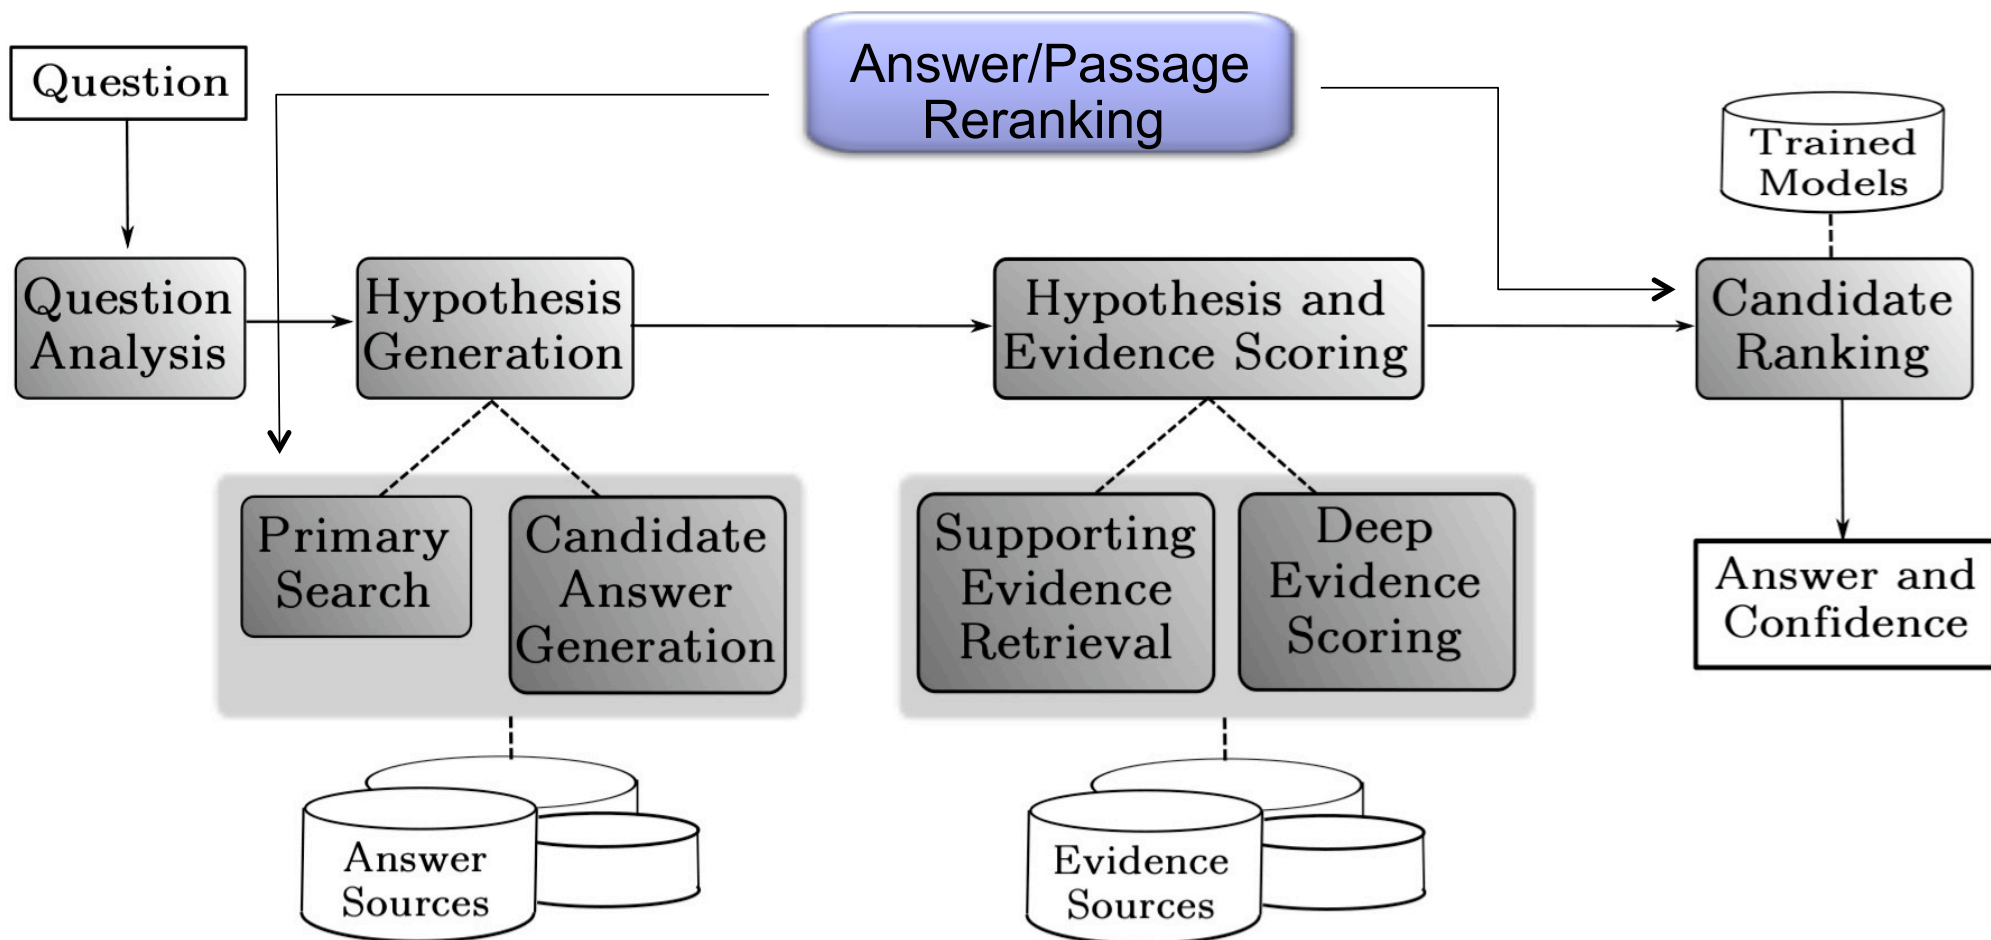 Question
Answer/Passage
Reranking
Trained
Models
Question
Analysis
Hypothesis
Generation
Hypothesis and
Evidence Scoring
Candidate
Ranking
Primary
Search
Candidate
Answer
Generation
Supporting
Evidence
Retrieval
Deep
Evidence
Scoring
Answer and
Confidence
Answer
Sources
Evidence
Sources